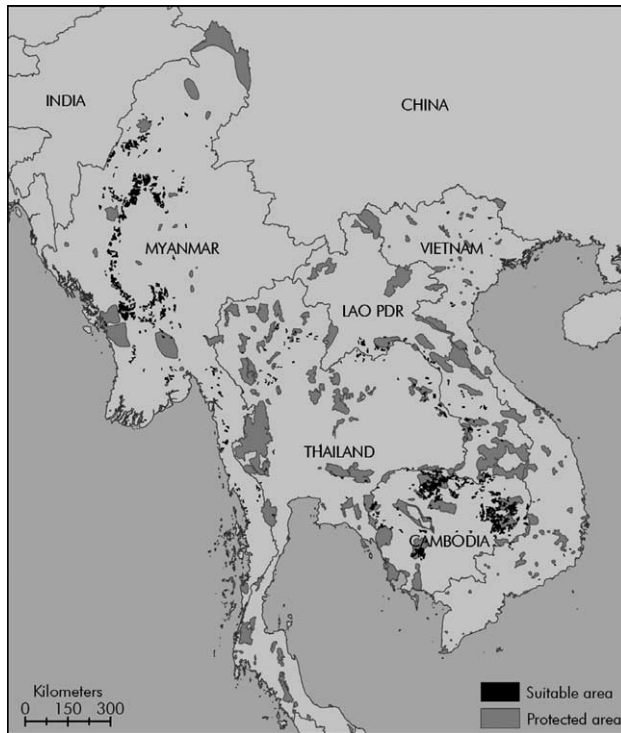 INDIA
CHINA
MYANMAR
VIETNAM
LAO PDR
THAILAND
CAMBODIA
Kilometers
0 150 300
Suitable area
Protected area